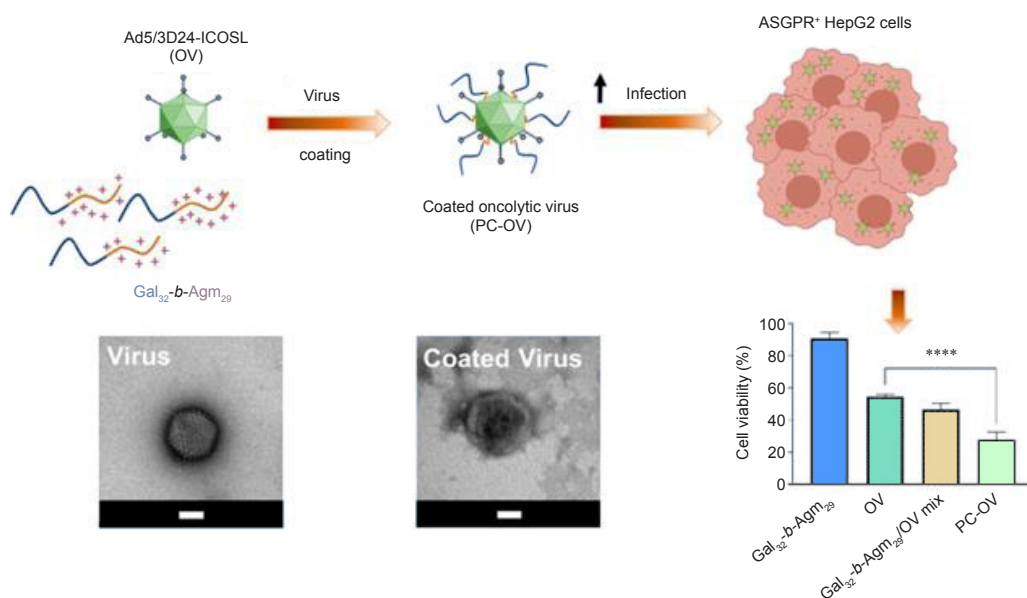 Ad5/3D24-ICOSL
(OV)
Virus
coating
Coated oncolytic virus
(PC-OV)
Infection
ASGPR⁺ HepG2 cells
Gal₃₂-b-Agm₂₉
Virus
Coated Virus
Cell viability (%)
100
80
60
40
20
0
****
Gal₃₂-b-Agm₂₉
OV
Gal₃₂-b-Agm₂₉/OV mix
PC-OV